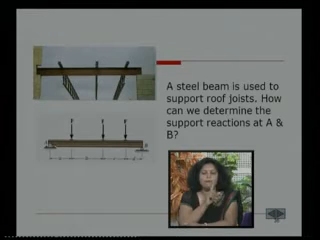 A steel beam is used to
support roof joists. How
can we determine the
support reactions at A &
B?